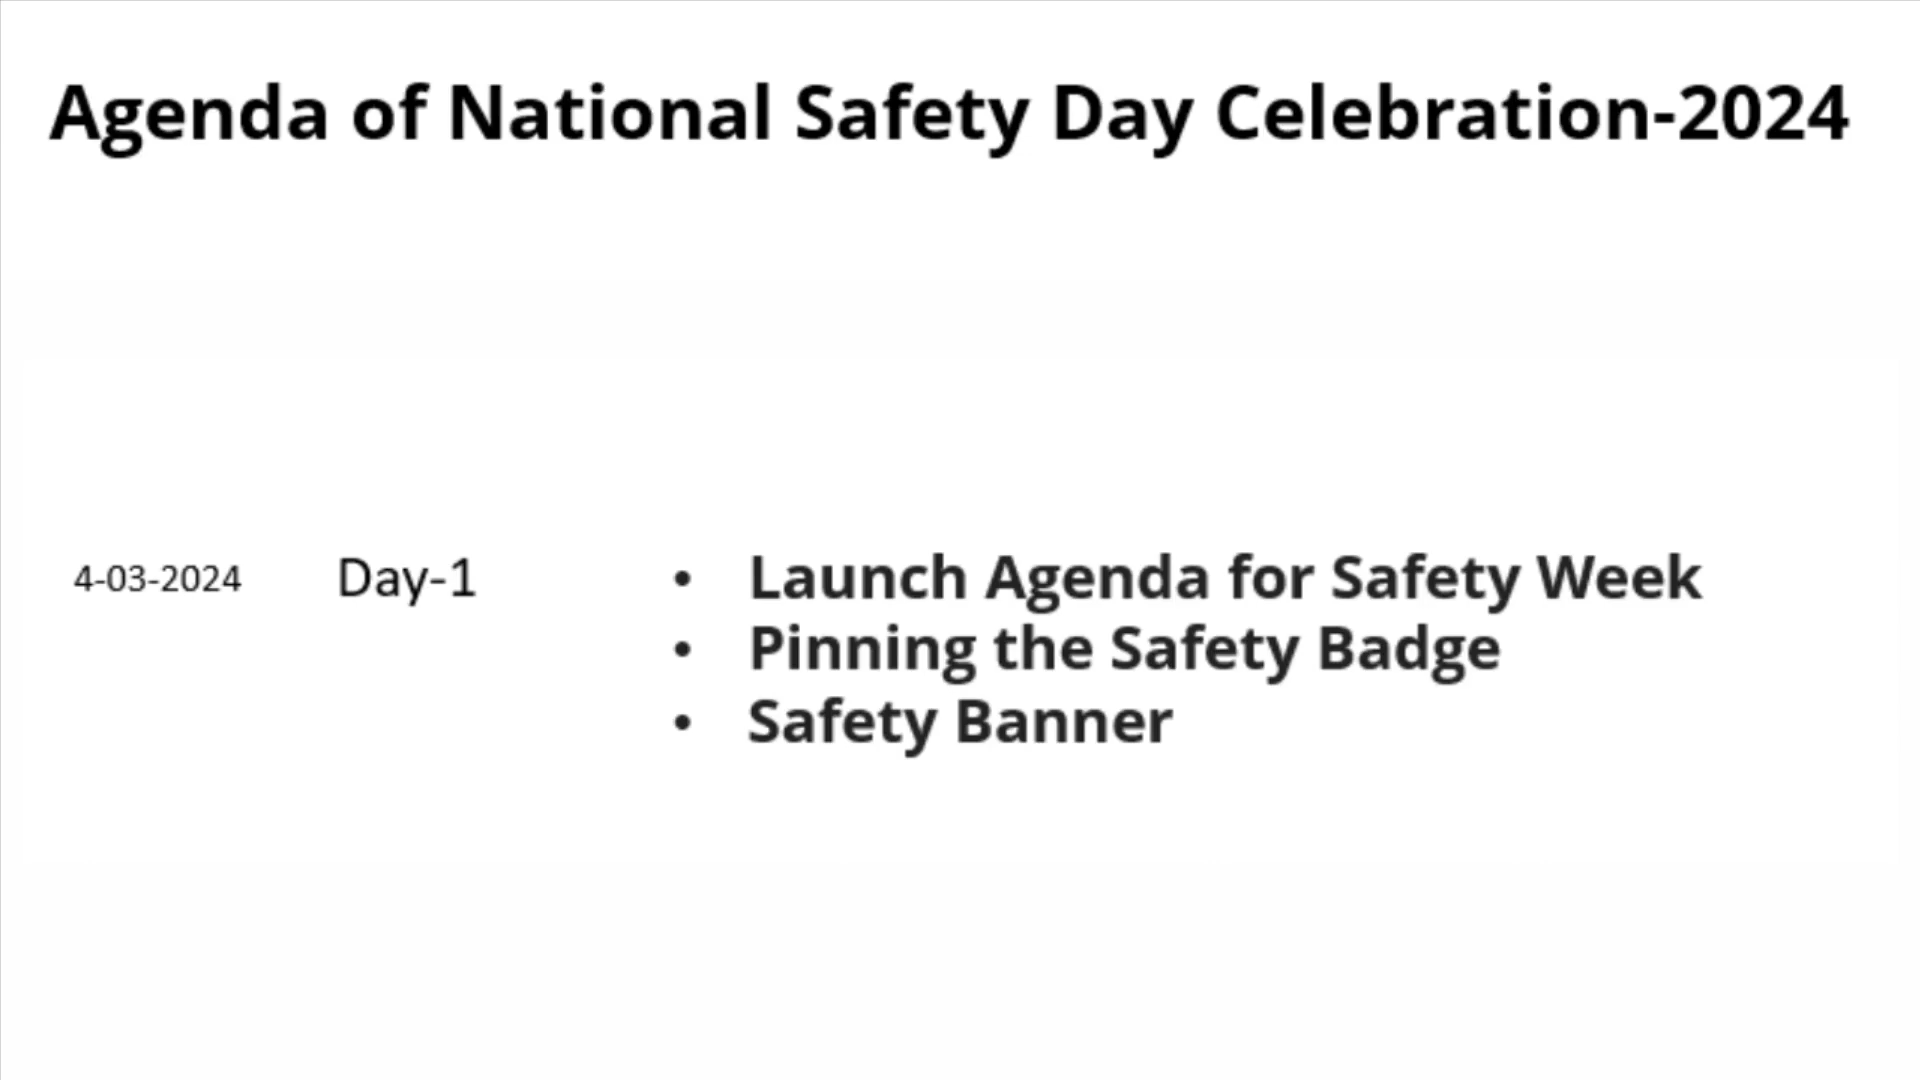 Agenda of National Safety Day Celebration-2024
4-03-2024 Day-1 • Launch Agenda for Safety Week
• Pinning the Safety Badge
• Safety Banner